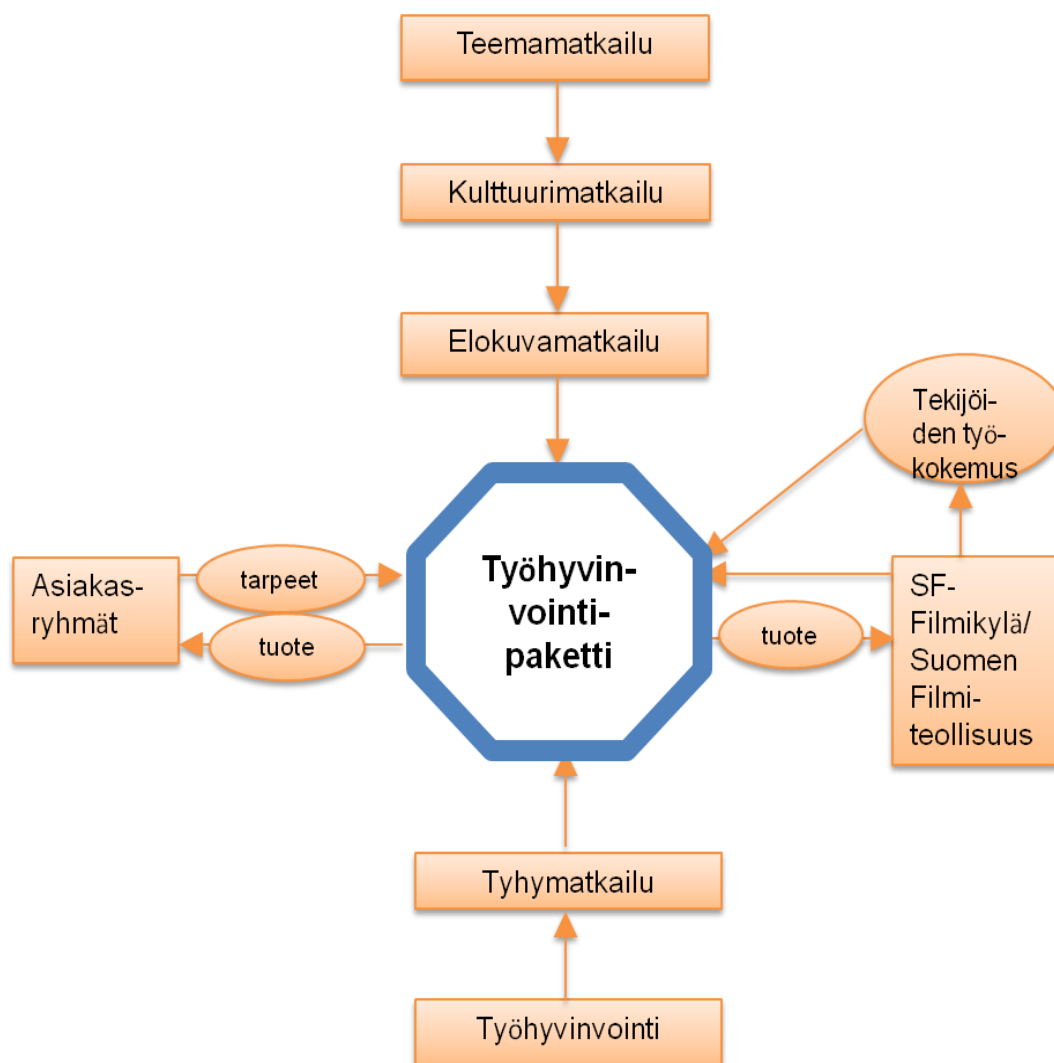 Teemamatkailu
Kulttuurimatkailu
Elokuvamatkailu
Tekijöi-
den työ-
kokemus
Asiakas-
ryhmät
tarpeet
tuote
Työhyvin-
vointi-
paketti
tuote
SF-
Filmikylä/
Suomen
Filmi-
teollisuus
Tyhymatkailu
Työhyvinvointi